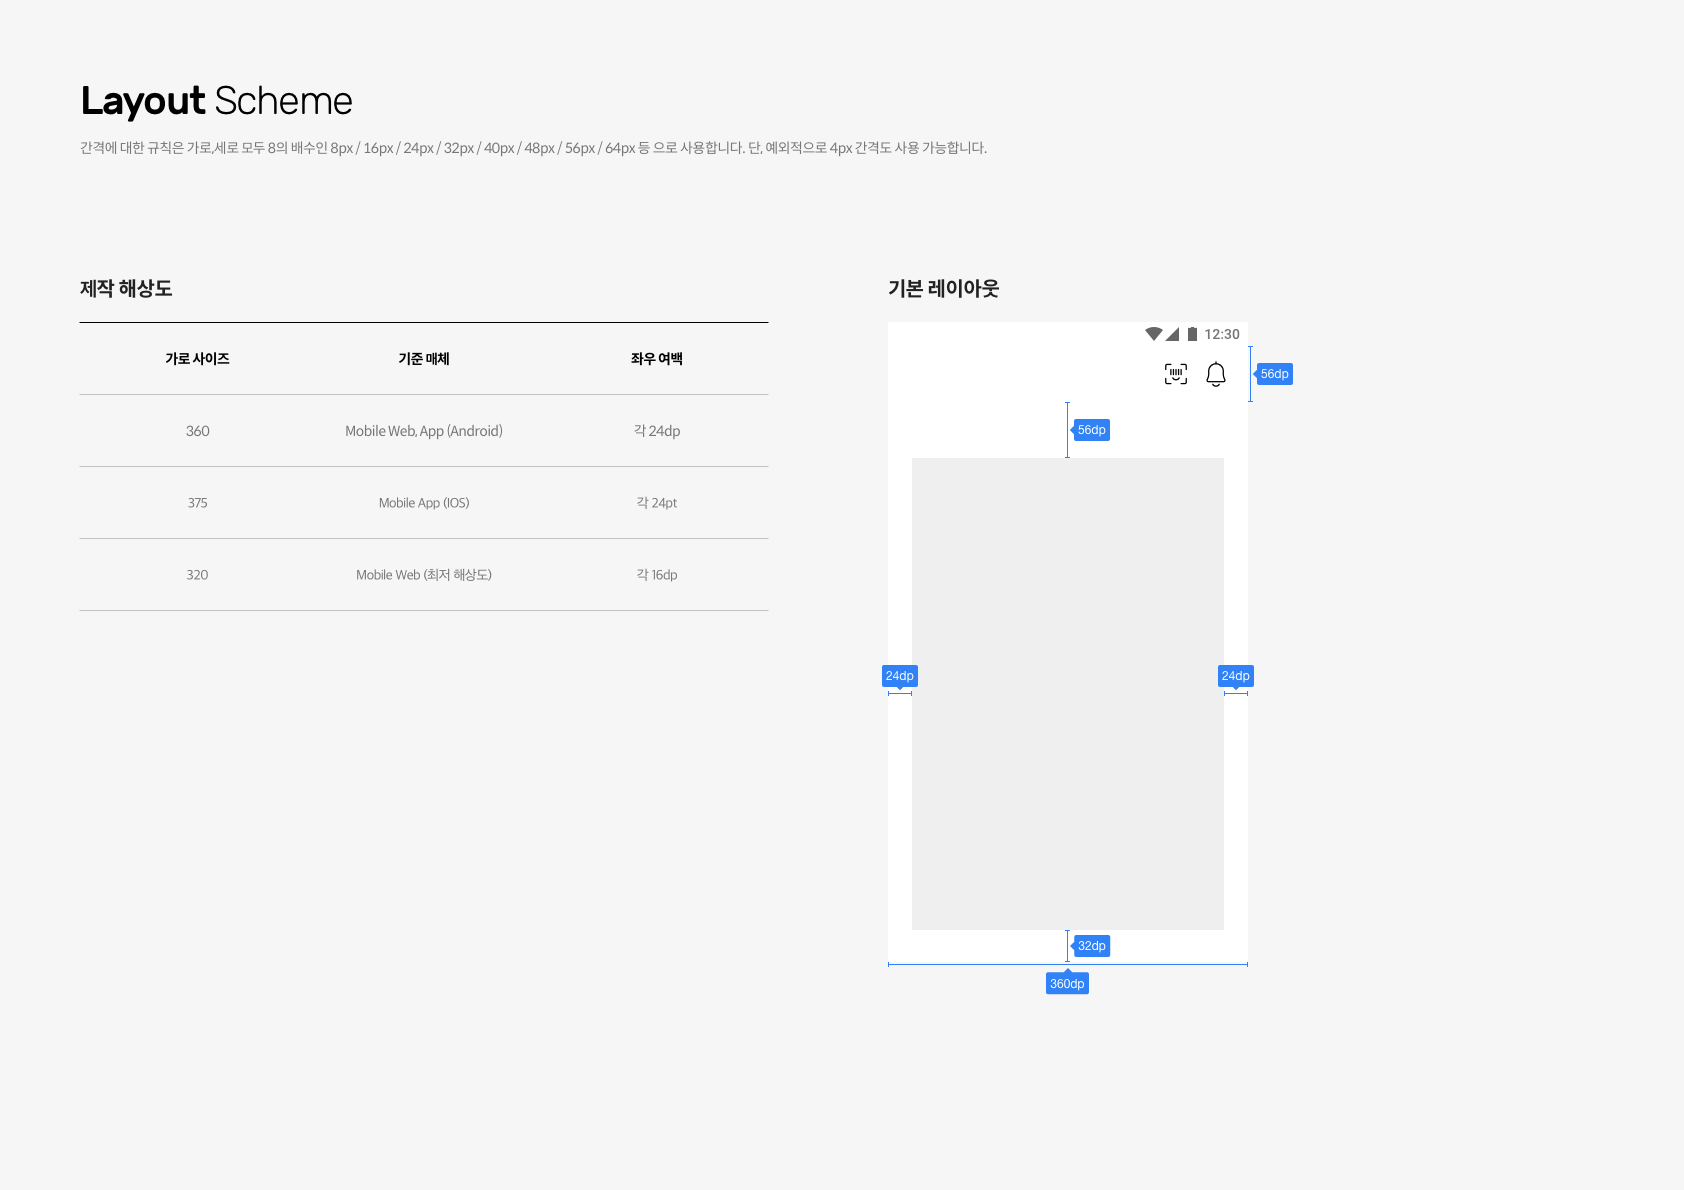 Layout Scheme
간격에 대한 규칙은 가로,세로 모두 8의 배수인 8px / 16px / 24px / 32px / 40px / 48px / 56px / 64px 등 으로 사용합니다. 단, 예외적으로 4px 간격도 사용 가능합니다.
제작 해상도
가로 사이즈 기준 매체 좌우 여백
360 Mobile Web, App (Android) 각 24dp
375 Mobile App (IOS) 각 24pt
320 Mobile Web (최저 해상도) 각 16dp
기본 레이아웃
12:30
56dp
56dp
24dp 24dp
32dp
360dp